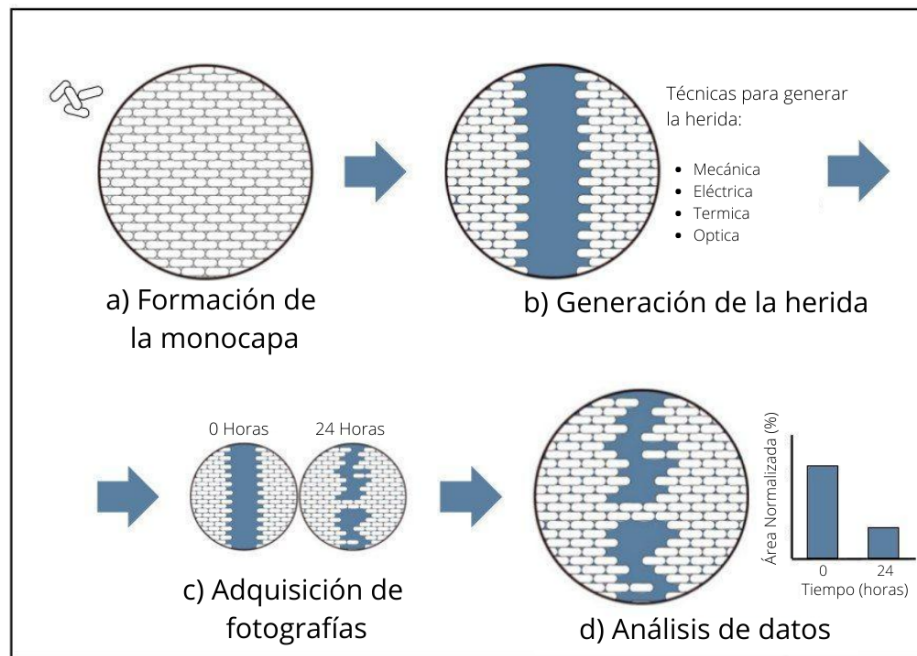 Técnicas para generar
la herida:
• Mecánica
• Eléctrica
• Termica
• Optica
a) Formación de
la monocapa
b) Generación de la herida
0 Horas
24 Horas
c) Adquisición de
fotografías
Área Normalizada (%)
0
24
Tiempo (horas)
d) Análisis de datos